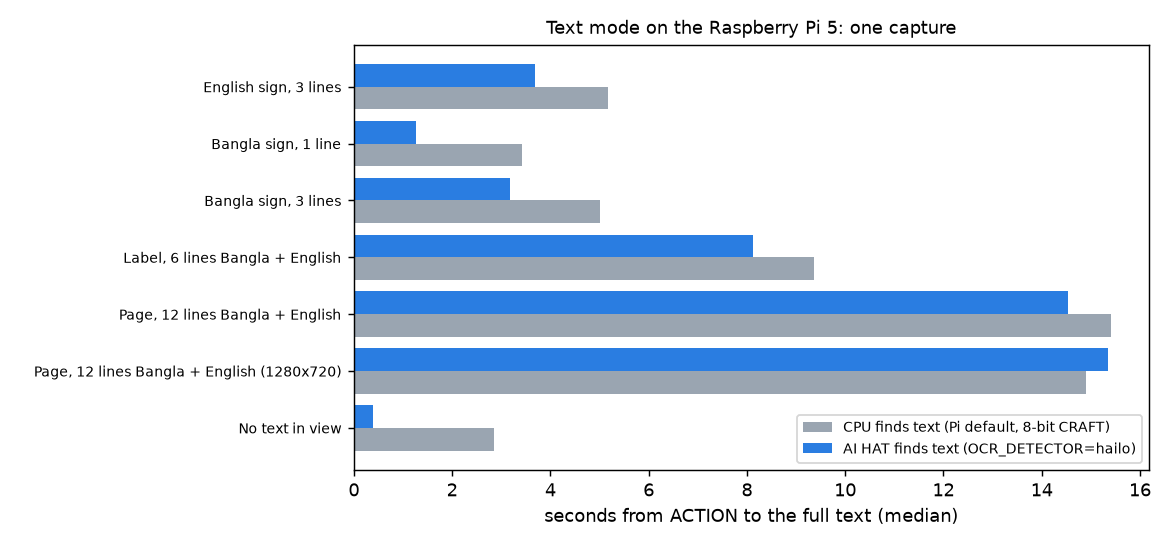 Text mode on the Raspberry Pi 5: one capture
English sign, 3 lines
Bangla sign, 1 line
Bangla sign, 3 lines
Label, 6 lines Bangla + English
Page, 12 lines Bangla + English
Page, 12 lines Bangla + English (1280x720)
No text in view
CPU finds text (Pi default, 8-bit CRAFT)
AI HAT finds text (OCR_DETECTOR=hailo)
0 2 4 6 8 10 12 14 16
seconds from ACTION to the full text (median)